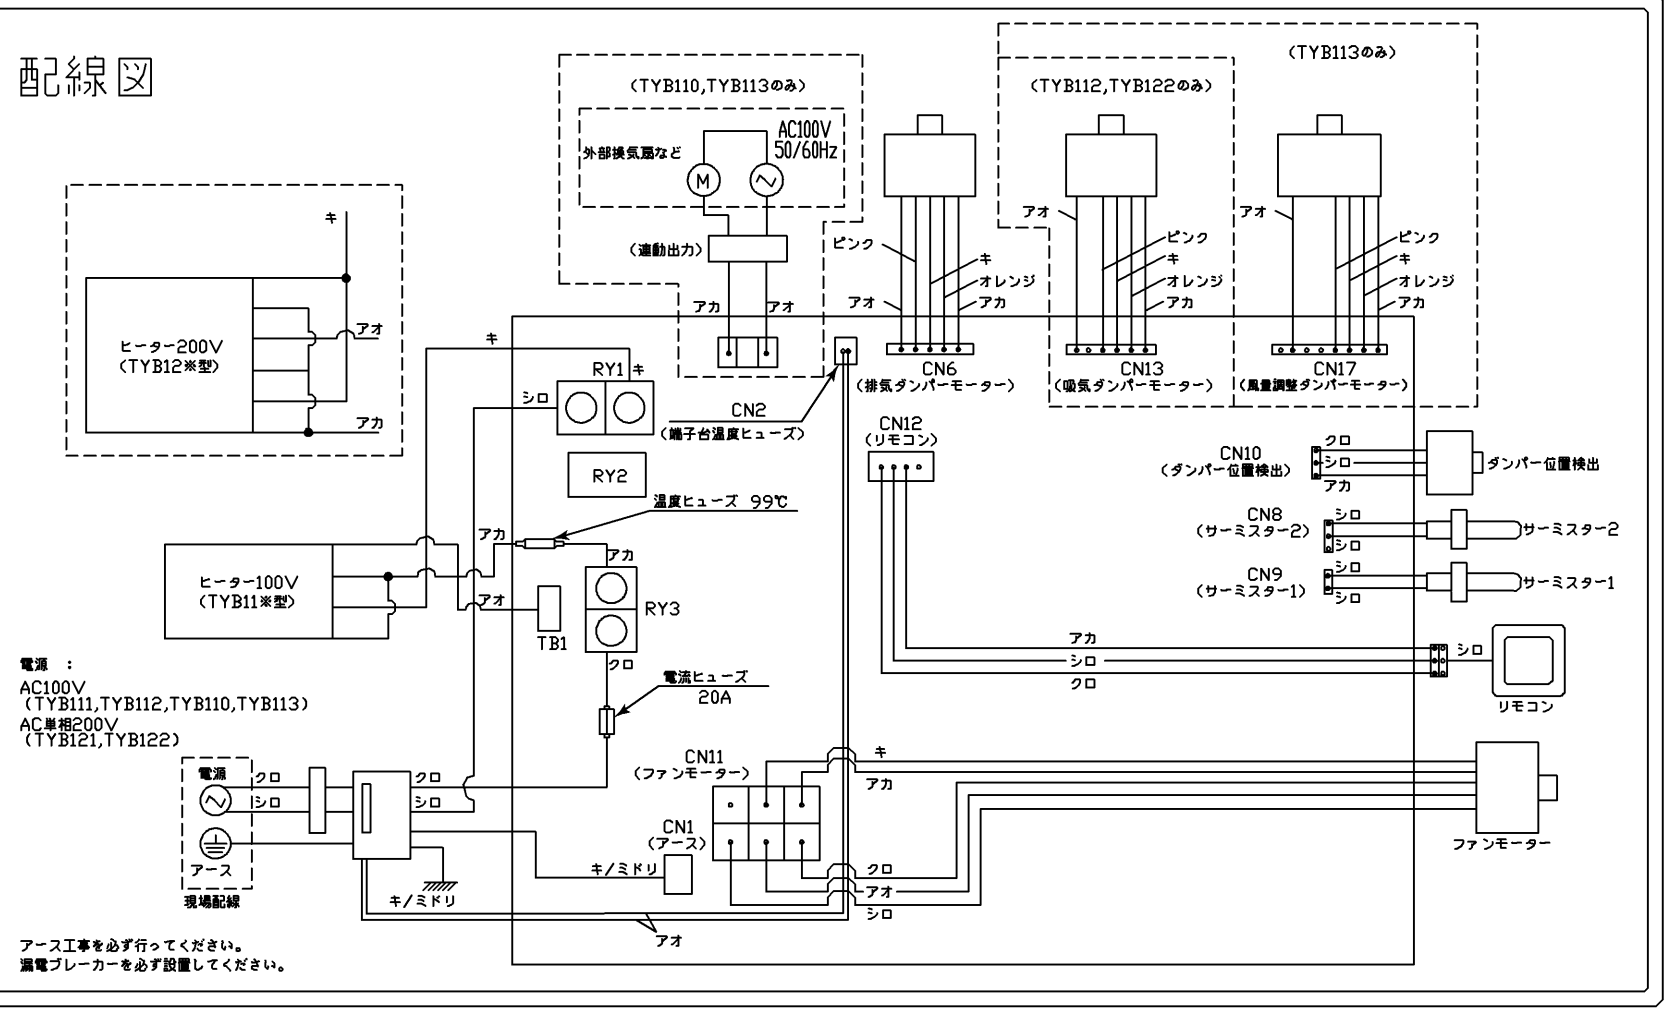 配線図
(TYB113のみ)
(TYB110,TYB113のみ)
(TYB112,TYB122のみ)
AC100V
50/60Hz
外部換気扇など
M
(連動出力)
アカ
アオ
ピンク
アオ
キ
オレンジ
アカ
アオ
ピンク
キ
オレンジ
アカ
アオ
ピンク
キ
オレンジ
アカ
キ
ヒーター200V
(TYB12※型)
アオ
アカ
キ
RY1
キ
シロ
CN2
(端子台温度ヒューズ)
CN6
(排気ダンパーモーター)
CN13
(吸気ダンパーモーター)
CN17
(風量調整ダンパーモーター)
CN12
(リモコン)
CN10
(ダンパー位置検出)
クロ
シロ
アカ
ダンパー位置検出
RY2
温度ヒューズ 99℃
CN8
(サーミスター2)
シロ
シロ
サーミスター2
CN9
(サーミスター1)
シロ
シロ
サーミスター1
アカ
アカ
ヒーター100V
(TYB11※型)
アオ
TB1
RY3
クロ
アカ
シロ
クロ
シロ
リモコン
電源 :
AC100V
(TYB111,TYB112,TYB110,TYB113)
AC単相200V
(TYB121,TYB122)
電流ヒューズ
20A
電源
クロ
シロ
クロ
シロ
アース
現場配線
キ/ミドリ
CN11
(ファンモーター)
キ
アカ
CN1
(アース)
キ/ミドリ
クロ
アオ
シロ
アオ
ファンモーター
アース工事を必ず行ってください。
漏電ブレーカーを必ず設置してください。